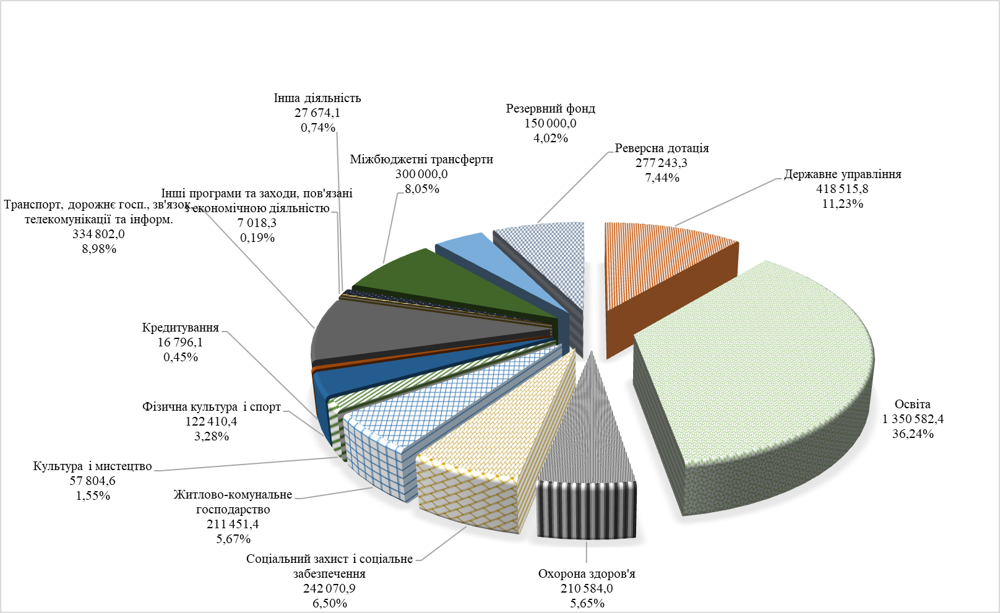 Інша діяльність
27 674,1
0,74%
Резервний фонд
150 000,0
4,02%
Реверсна дотація
277 243,3
7,44%
Міжбюджетні трансферти
300 000,0
8,05%
Державне управління
418 515,8
11,23%
Інші програми та заходи, пов'язані
з економічною діяльністю
7 018,3
0,19%
Транспорт, дорожнє госп., зв'язок,
телекомунікації та інформ.
334 802,0
8,98%
Кредитування
16 796,1
0,45%
Фізична культура і спорт
122 410,4
3,28%
Освіта
1 350 582,4
36,24%
Культура і мистецтво
57 804,6
1,55%
Житлово-комунальне
господарство
211 451,4
5,67%
Соціальний захист і соціальне
забезпечення
242 070,9
6,50%
Охорона здоров'я
210 584,0
5,65%